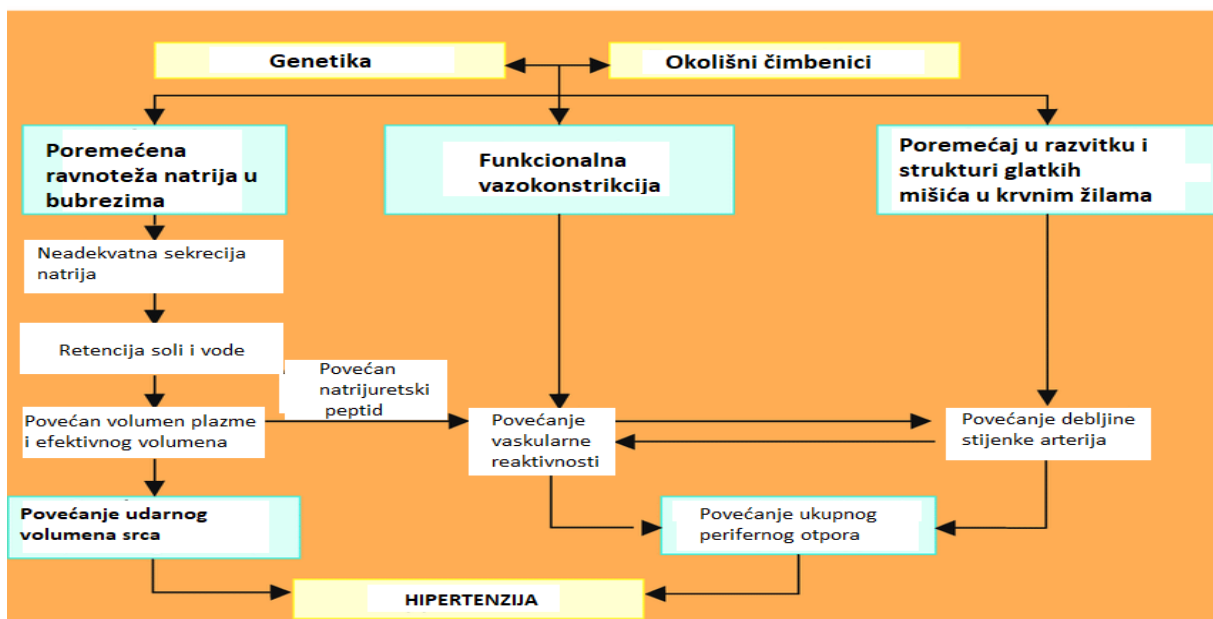 Genetika
Okolišni čimbenici
Poremećena
ravnoteža natrija u
bubrezima
Funkcionalna
vazokonstrikcija
Poremećaj u razvitku i
strukturi glatkih
mišića u krvnim žilama
Neadekvatna sekrecija
natrija
Retencija soli i vode
Povećan
natrijuretski
peptid
Povećan volumen plazme
i efektivnog volumena
Povećanje
vaskularne
reaktivnosti
Povećanje debljine
stijenke arterija
Povećanje udarnog
volumena srca
Povećanje ukupnog
perifernog otpora
HIPERTENZIJA